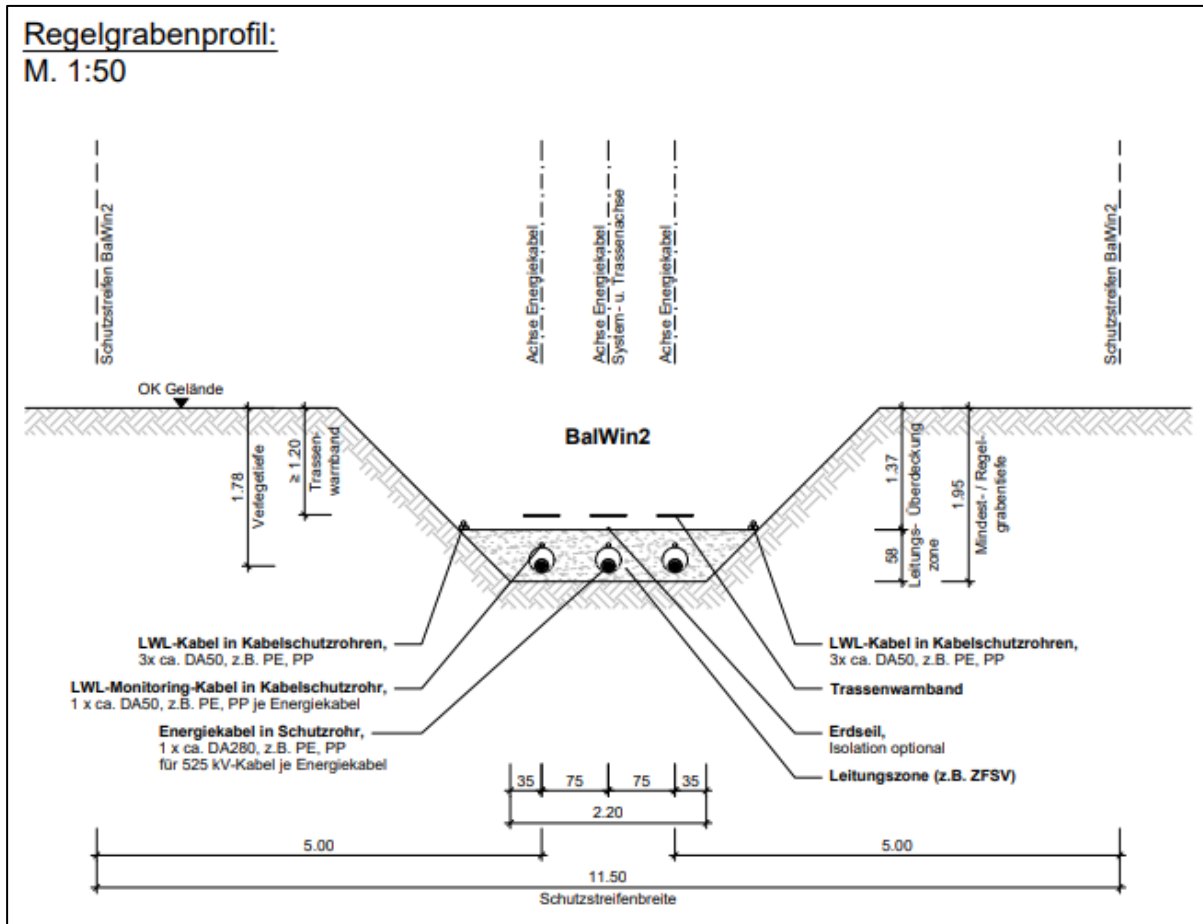 Regelgrabenprofil:
M. 1:50
Schutzstreifen BalWin2
Achse Energiekabel
Achse Energiekabel
System- u. Trassenachse
Achse Energiekabel
Schutzstreifen BalWin2
OK Gelände
BalWin2
1.78
Verlegetiefe
≥ 1.20
Trassen-
warnband
1.37
Überdeckung
58
Leitungs-
zone
1.95
Mindest- / Regel-
grabentiefe
LWL-Kabel in Kabelschutzrohren,
3x ca. DA50, z.B. PE, PP
LWL-Monitoring-Kabel in Kabelschutzrohr,
1 x ca. DA50, z.B. PE, PP je Energiekabel
Energiekabel in Schutzrohr,
1 x ca. DA280, z.B. PE, PP
für 525 kV-Kabel je Energiekabel
LWL-Kabel in Kabelschutzrohren,
3x ca. DA50, z.B. PE, PP
Trassenwarnband
Erdseil,
Isolation optional
Leitungszone (z.B. ZFSV)
35 75 75 35
2.20
5.00 5.00
11.50
Schutzstreifenbreite